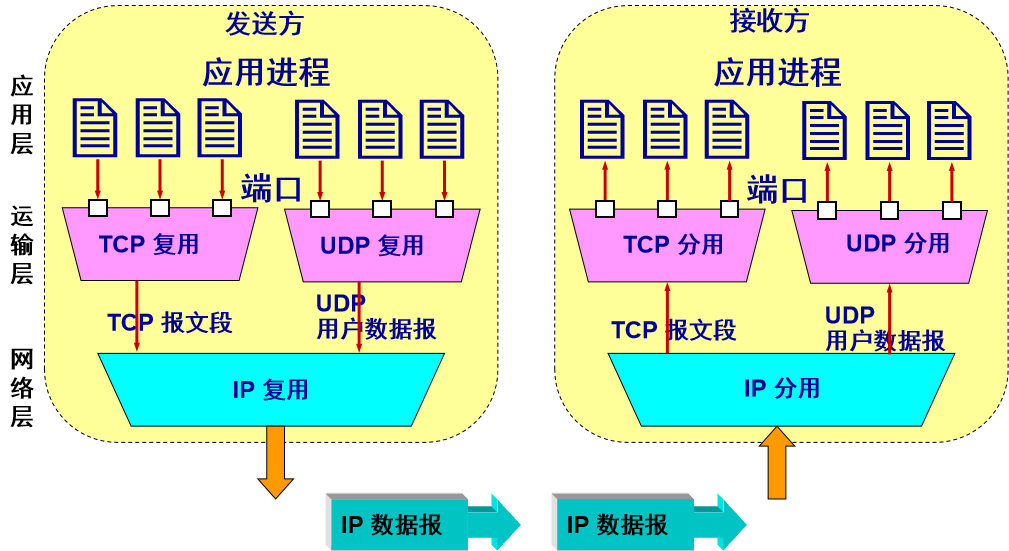 发送方
接收方
应用进程
应用进程
应用层
端口
端口
运输层
TCP 复用
UDP 复用
TCP 分用
UDP 分用
TCP 报文段
UDP
用户数据报
TCP 报文段
UDP
用户数据报
网络层
IP 复用
IP 分用
IP 数据报
IP 数据报